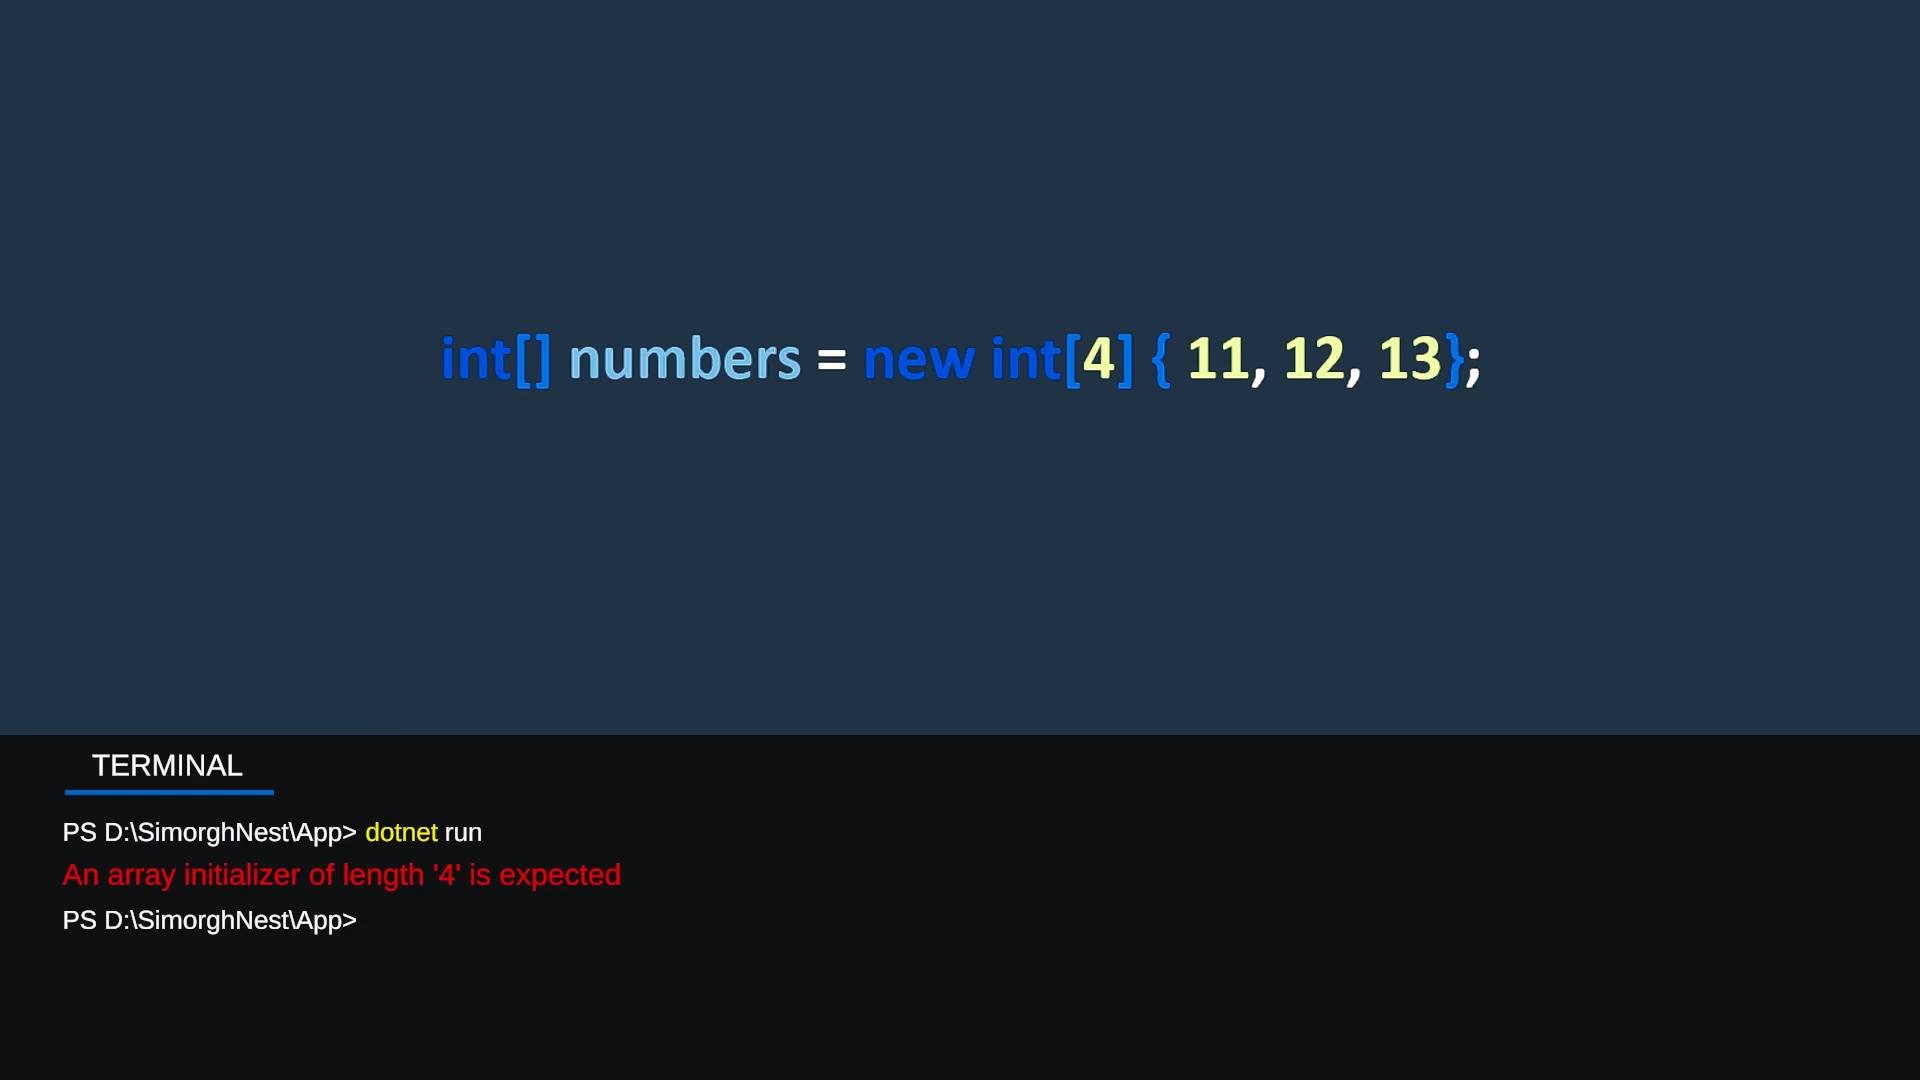 int[] numbers = new int[4] { 11, 12, 13};
TERMINAL
PS D:\SimorghNest\App> dotnet run
An array initializer of length '4' is expected
PS D:\SimorghNest\App>